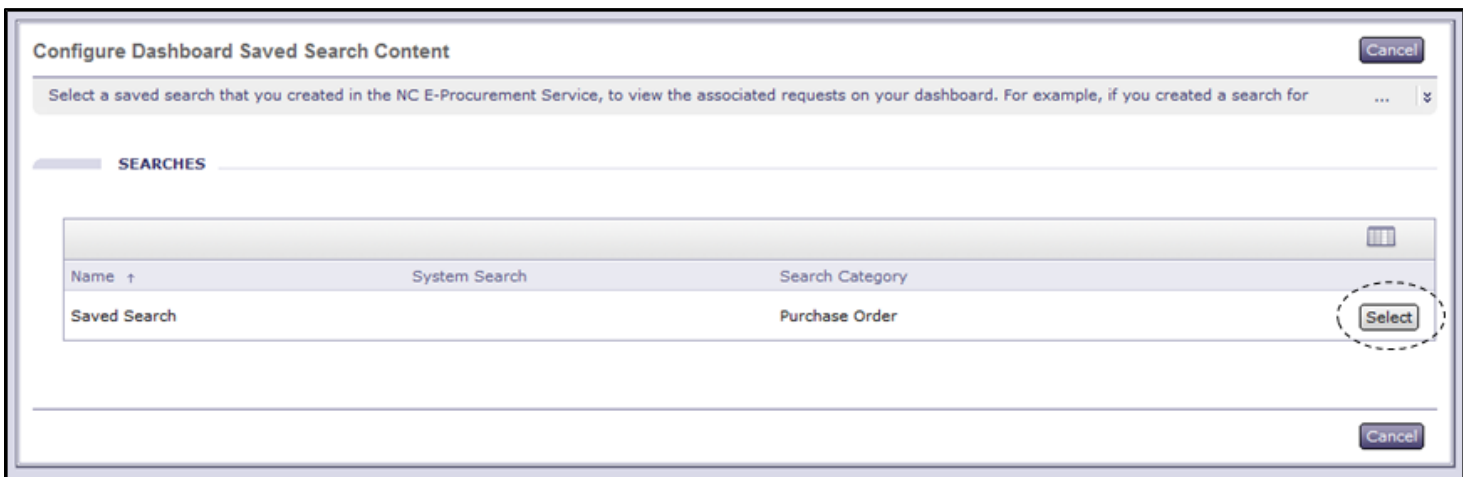 Configure Dashboard Saved Search Content Cancel
Select a saved search that you created in the NC E-Procurement Service, to view the associated requests on your dashboard. For example, if you created a search for ...
SEARCHES
Name ↑ System Search Search Category
Saved Search Purchase Order Select
Cancel